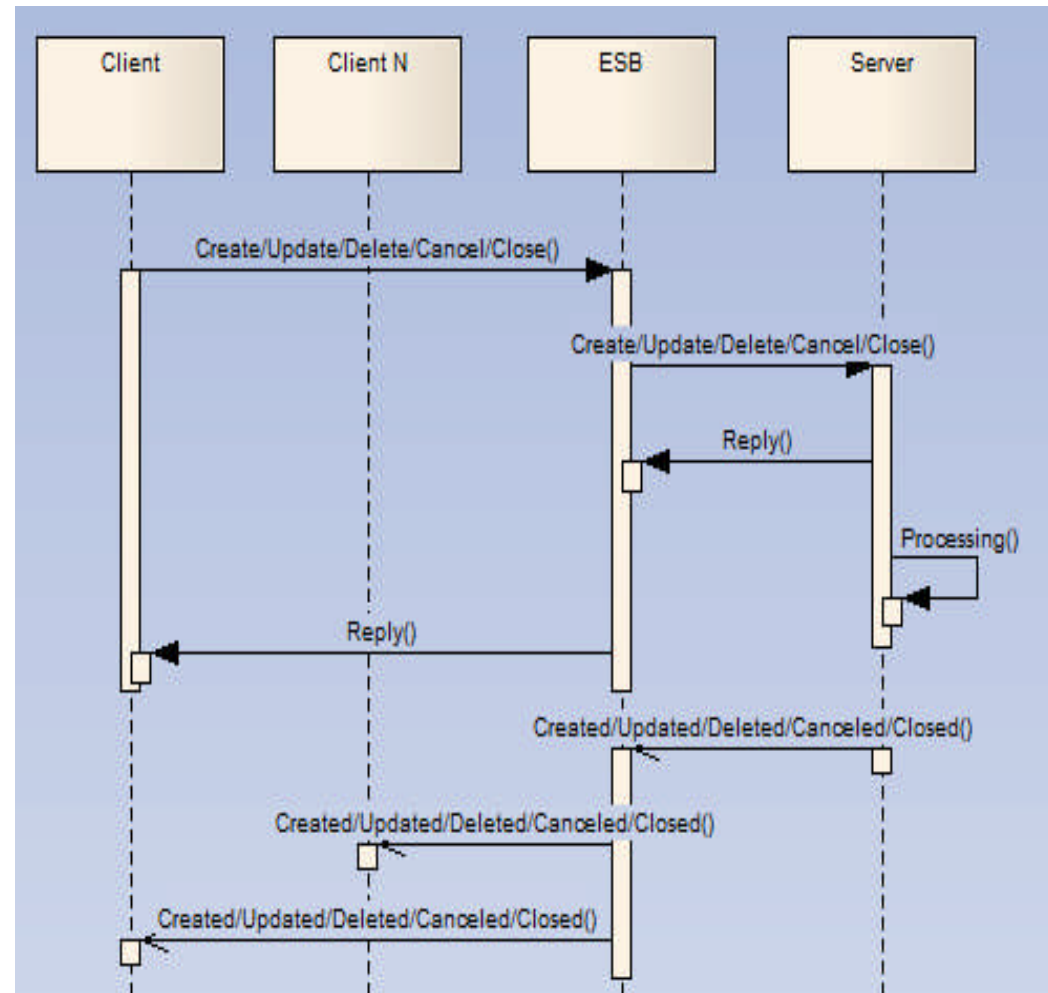 Client
Client N
ESB
Server
Create/Update/Delete/Cancel/Close()
Create/Update/Delete/Cancel/Close()
Reply()
Processing()
Reply()
Created/Updated/Deleted/Canceled/Closed()
Created/Updated/Deleted/Canceled/Closed()
Created/Updated/Deleted/Canceled/Closed()